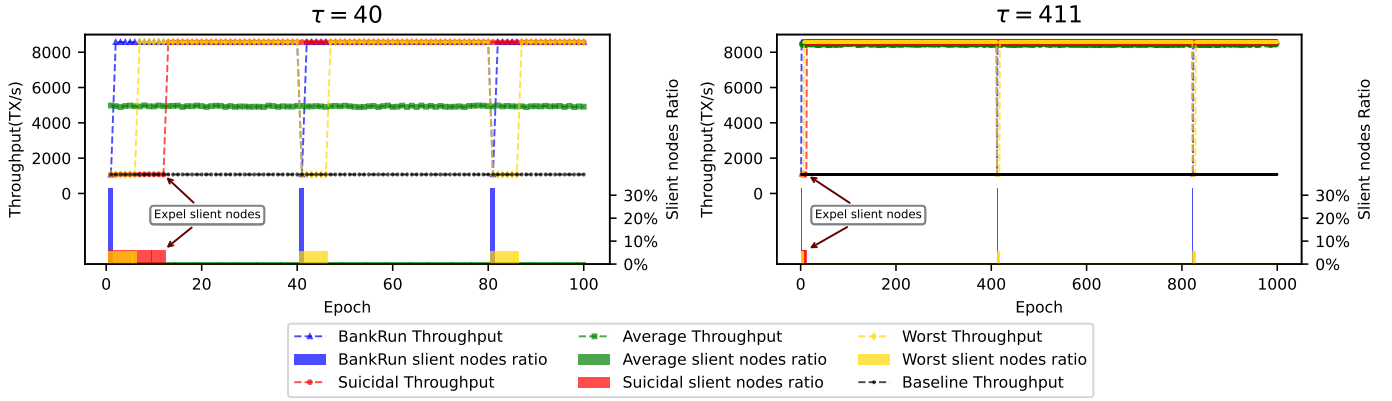 τ = 40
Throughput(TX/s)
8000
6000
4000
2000
0
Expel slient nodes
30%
20%
10%
0%
Slient nodes Ratio
0
20
40
60
80
100
Epoch
τ = 411
Throughput(TX/s)
8000
6000
4000
2000
0
Expel slient nodes
30%
20%
10%
0%
Slient nodes Ratio
0
200
400
600
800
1000
Epoch
BankRun Throughput
BankRun slient nodes ratio
Suicidal Throughput
Average Throughput
Average slient nodes ratio
Suicidal slient nodes ratio
Worst Throughput
Worst slient nodes ratio
Baseline Throughput